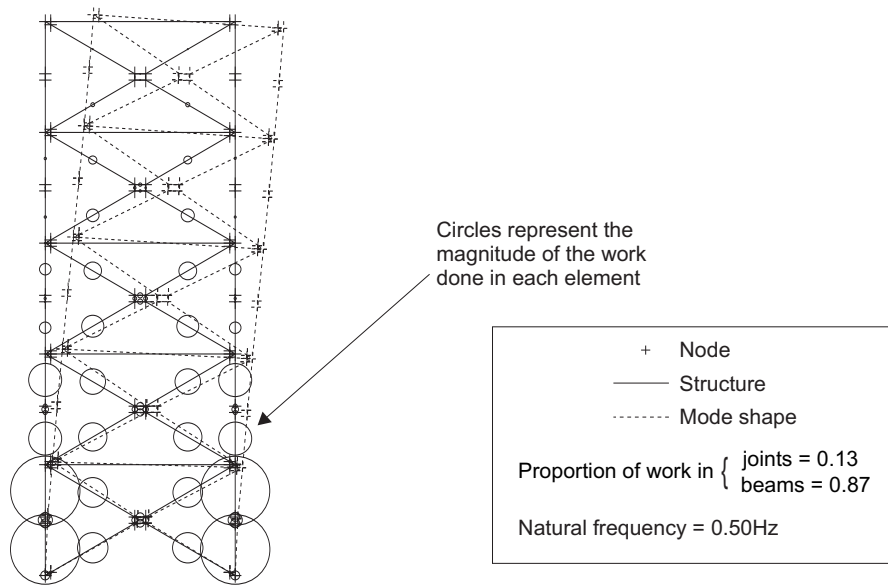 Circles represent the
magnitude of the work
done in each element
+ Node
Structure
Mode shape
Proportion of work in { joints = 0.13
beams = 0.87
Natural frequency = 0.50Hz